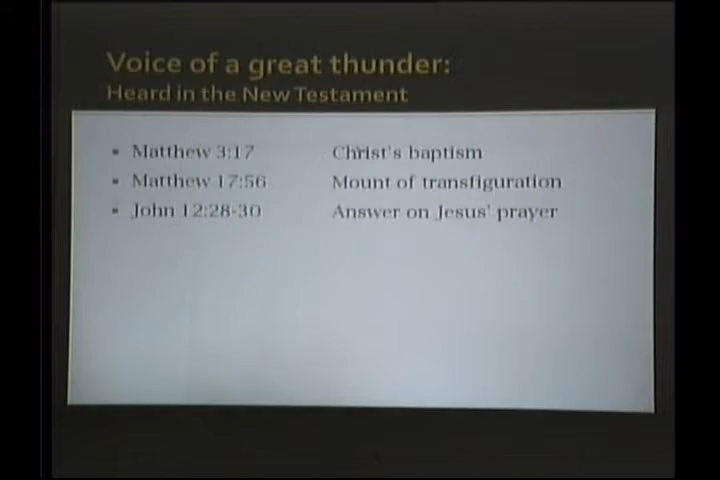 Voice of a great thunder:
Heard in the New Testament
▪ Matthew 3:17 Christ's baptism
▪ Matthew 17:56 Mount of transfiguration
▪ John 12:28-30 Answer on Jesus' prayer